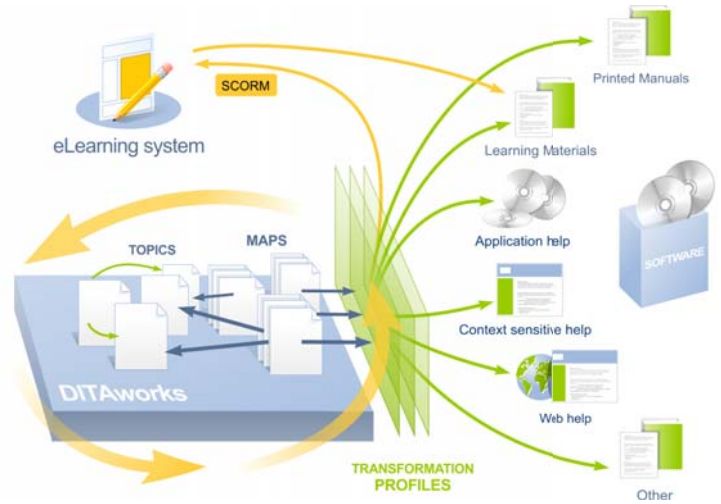 SCORM
eLearning system
Printed Manuals
Learning Materials
Application help
SOFTWARE
TOPICS
MAPS
Context sensitive help
DITAworks
Web help
TRANSFORMATION
PROFILES
Other